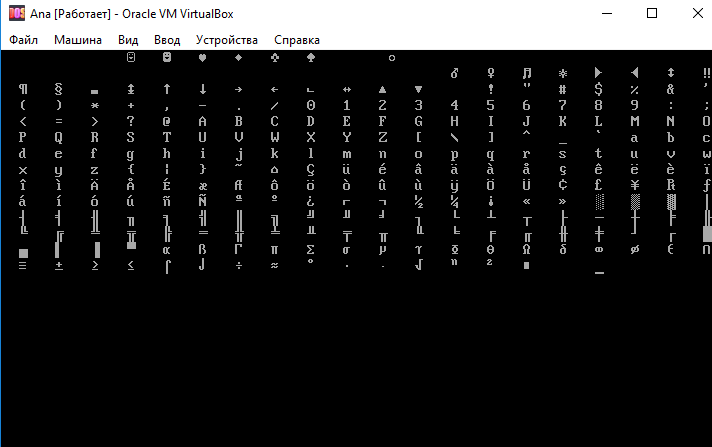 Ana [Работает] - Oracle VM VirtualBox
Файл Машина Вид Ввод Устройства Справка
☺ ☻ ♥ ♦ ♣ ♠ ○
♂ ♀ ♫ ☼ ► ◄ ↕ ‼
¶ § ▬ ↨ ↑ ↓ → ← ∟ ↔ ▲ ▼ ! " # $ % & '
( ) * + , - . / 0 1 2 3 4 5 6 7 8 9 : ;
< = > ? @ A B C D E F G H I J K L M N O
P Q R S T U V W X Y Z [ \ ] ^ _ ` a b c
d e f g h i j k l m n o p q r s t u v w
x y z { ¦ } ~ ⌂ Ç ü é â ä à å ç ê ë è ï
î ì Ä Å É æ Æ ô ö ò û ù ÿ Ö Ü ¢ £ ¥ ₧ ƒ
á í ó ú ñ Ñ ª º ¿ ⌐ ¬ ½ ¼ ¡ « » ░ ▒ ▓ │
┤ ╡ ╢ ╖ ╕ ╣ ║ ╗ ╝ ╜ ╛ ┐ └ ┴ ┬ ├ ─ ┼ ╞ ╟
╚ ╔ ╩ ╦ ╠ ═ ╬ ╧ ╨ ╤ ╥ ╙ ╘ ╒ ╓ ╫ ╪ ┘ ┌ █
▄ ▌ ▐ ▀ α ß Γ π Σ σ µ τ Φ Θ Ω δ ∞ φ ε ∩
≡ ± ≥ ≤ ⌠ ⌡ ÷ ≈ ° ∙ · √ ⁿ ² ■ _